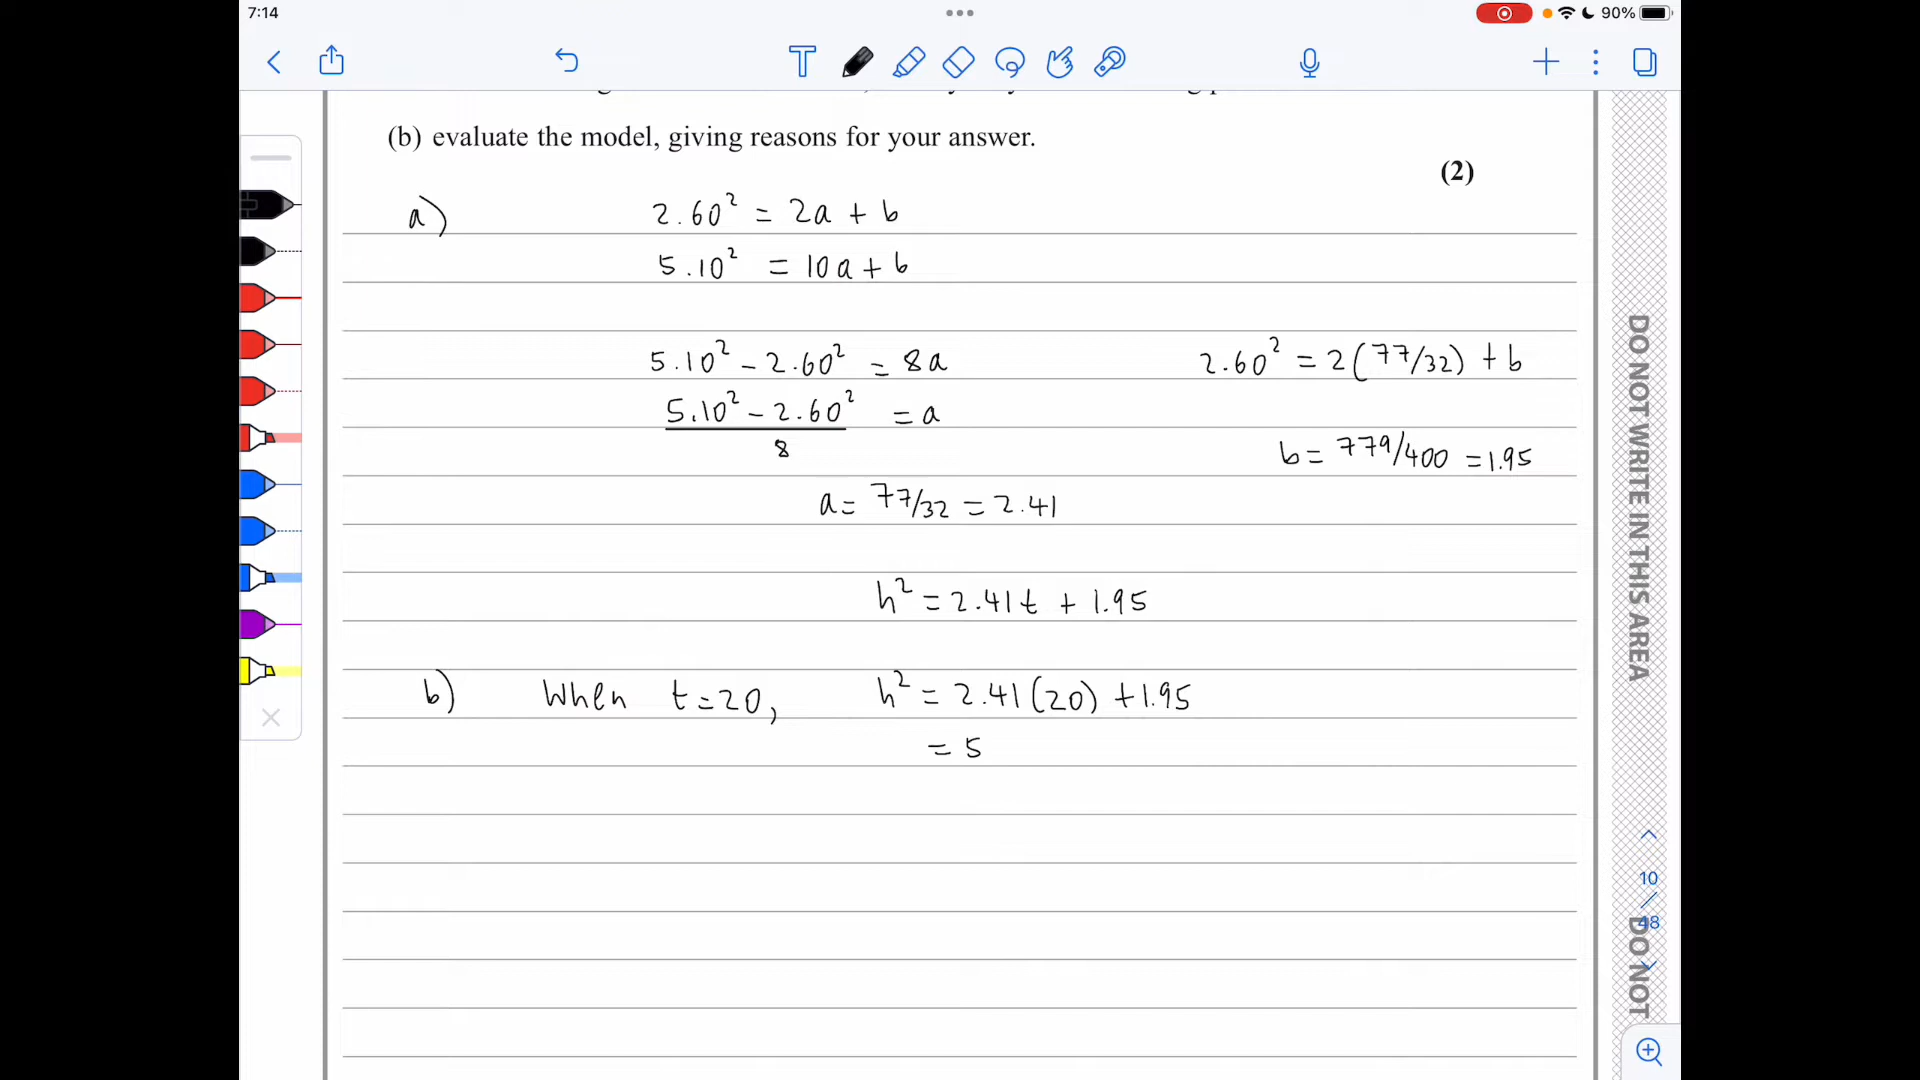 7:14
90%
(b) evaluate the model, giving reasons for your answer.
(2)
a)
2.60² = 2a + b
5.10² = 10a + b
5.10² - 2.60² = 8a
2.60² = 2(77/32) + b
5.10² - 2.60² = a
8
b = 779/400 = 1.95
a = 77/32 = 2.41
h² = 2.41t + 1.95
b) When t = 20, h² = 2.41(20) + 1.95
= 5
DO NOT WRITE IN THIS AREA
10
/
48
DO NOT